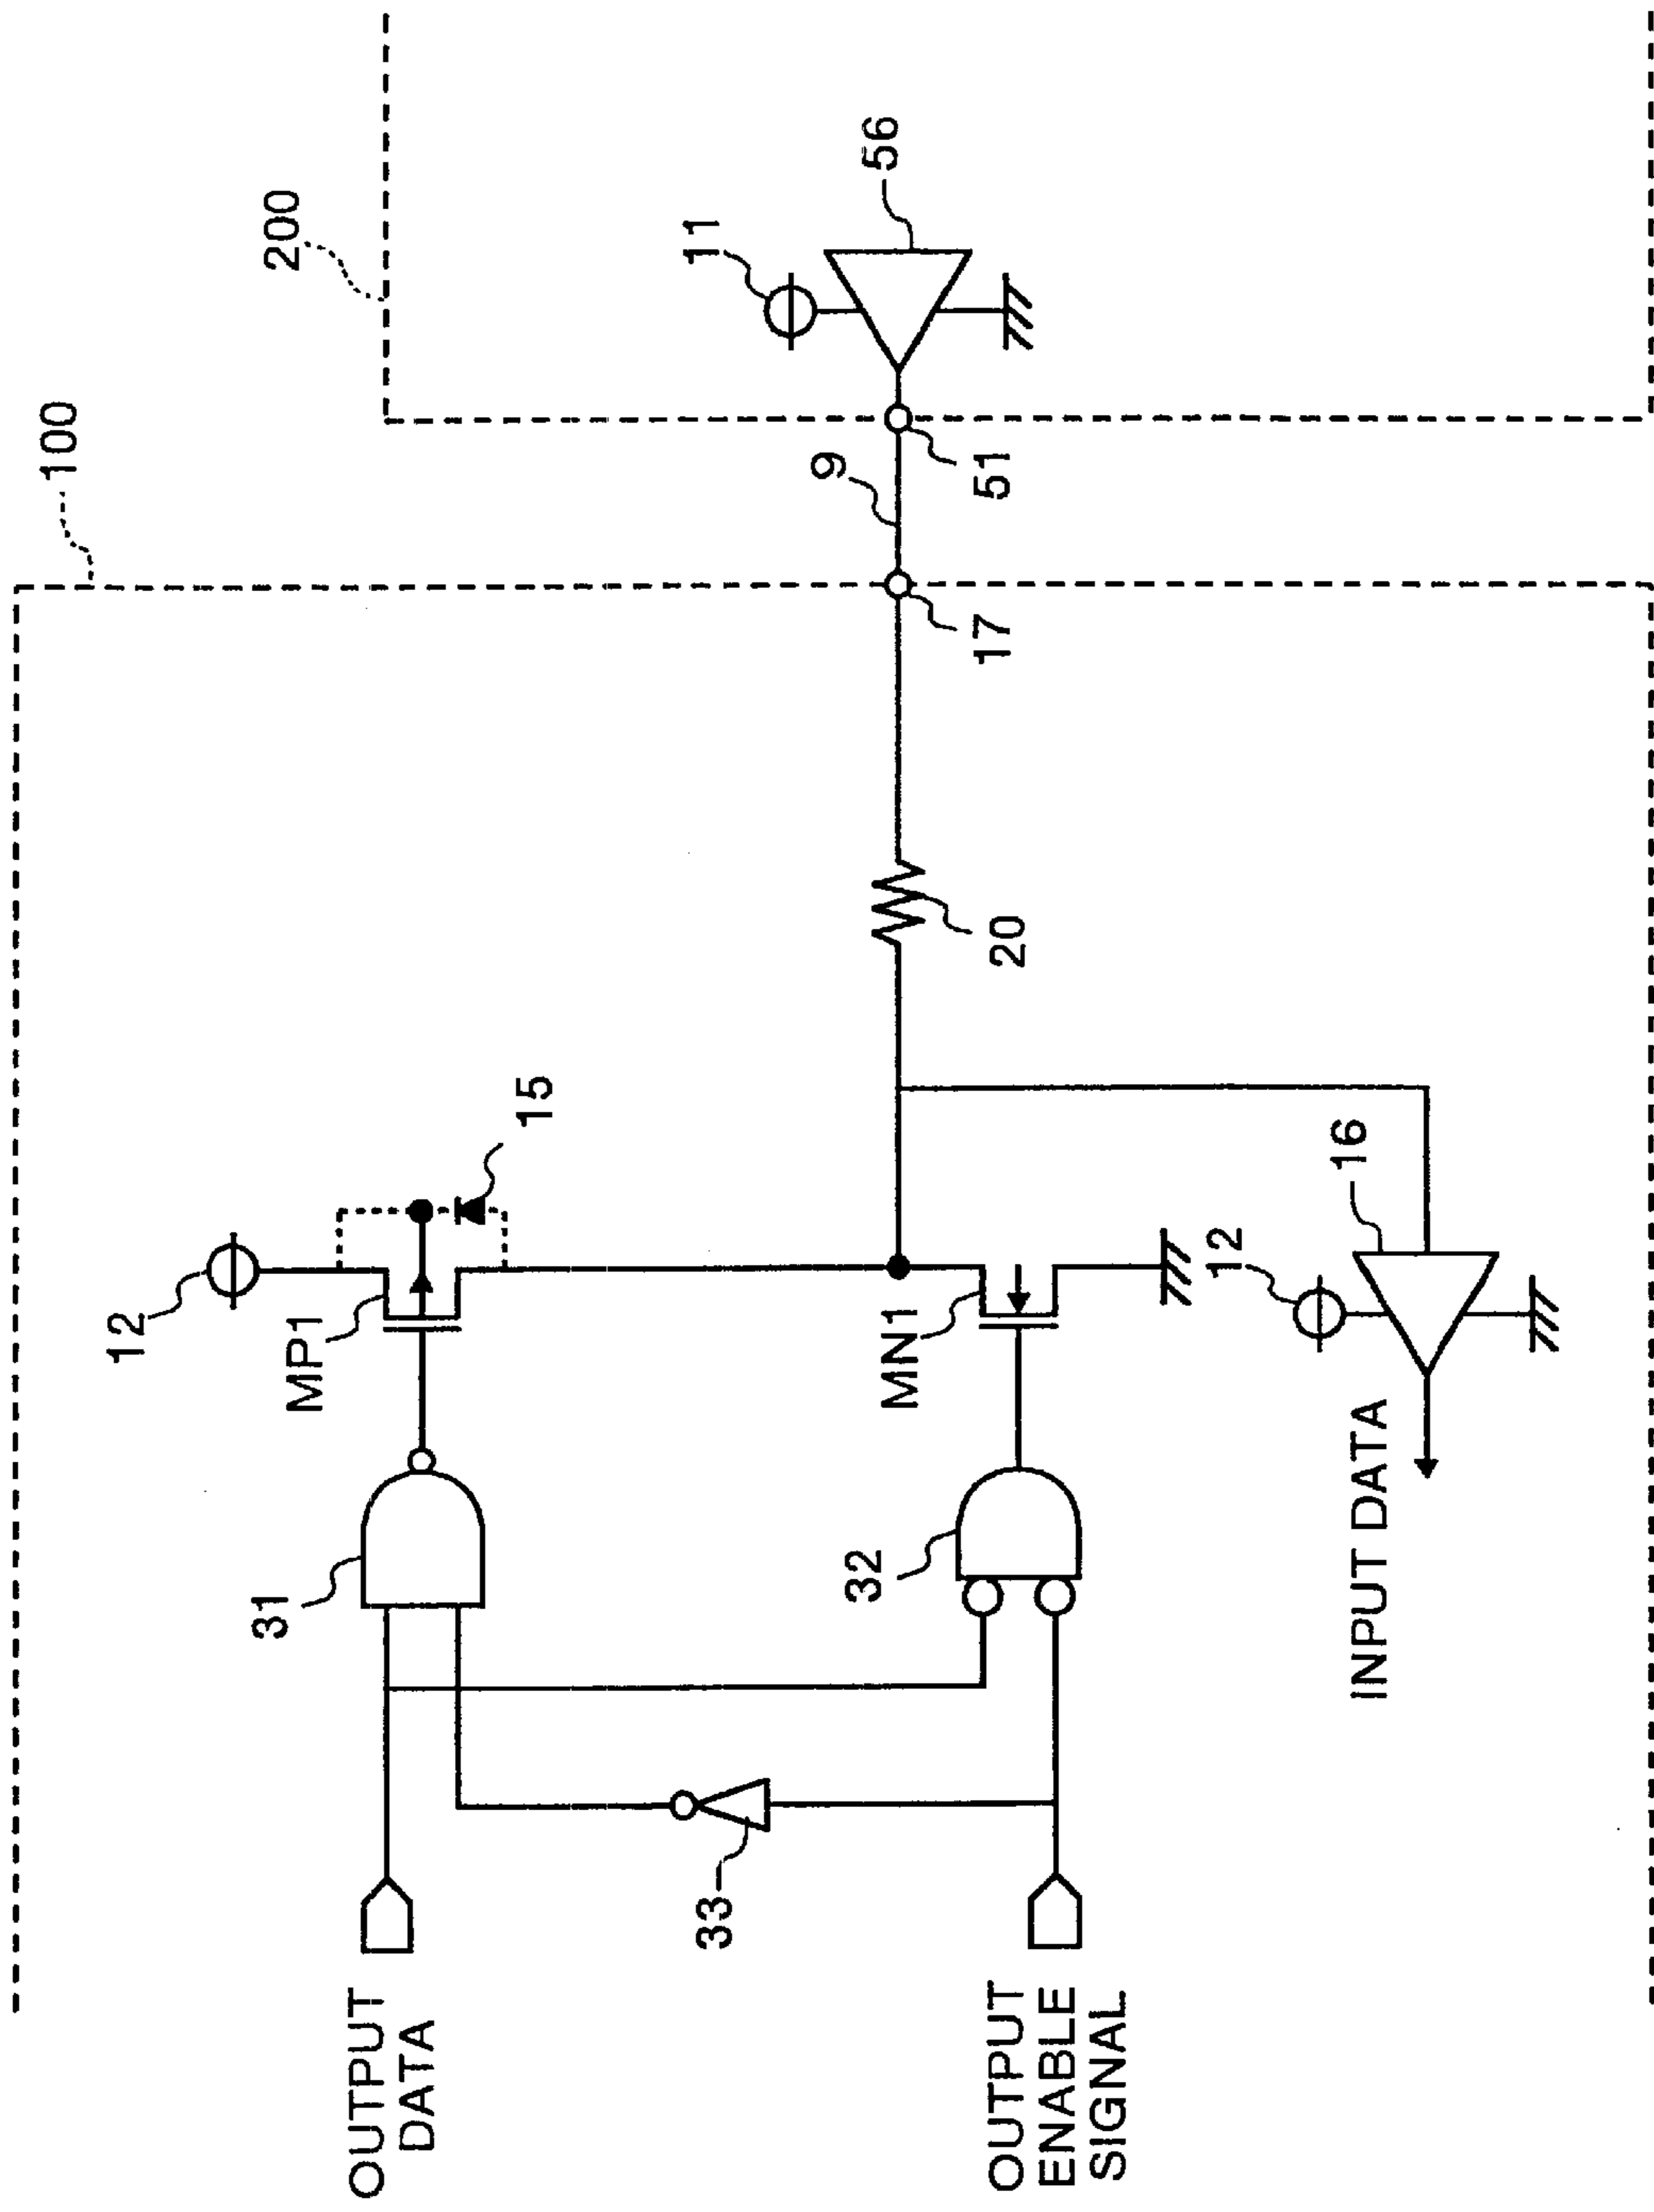 100
200
12
MP1
15
31
11
56
9
51
17
33
20
32
MN1
12
16
OUTPUT
DATA
OUTPUT
ENABLE
SIGNAL
INPUT DATA